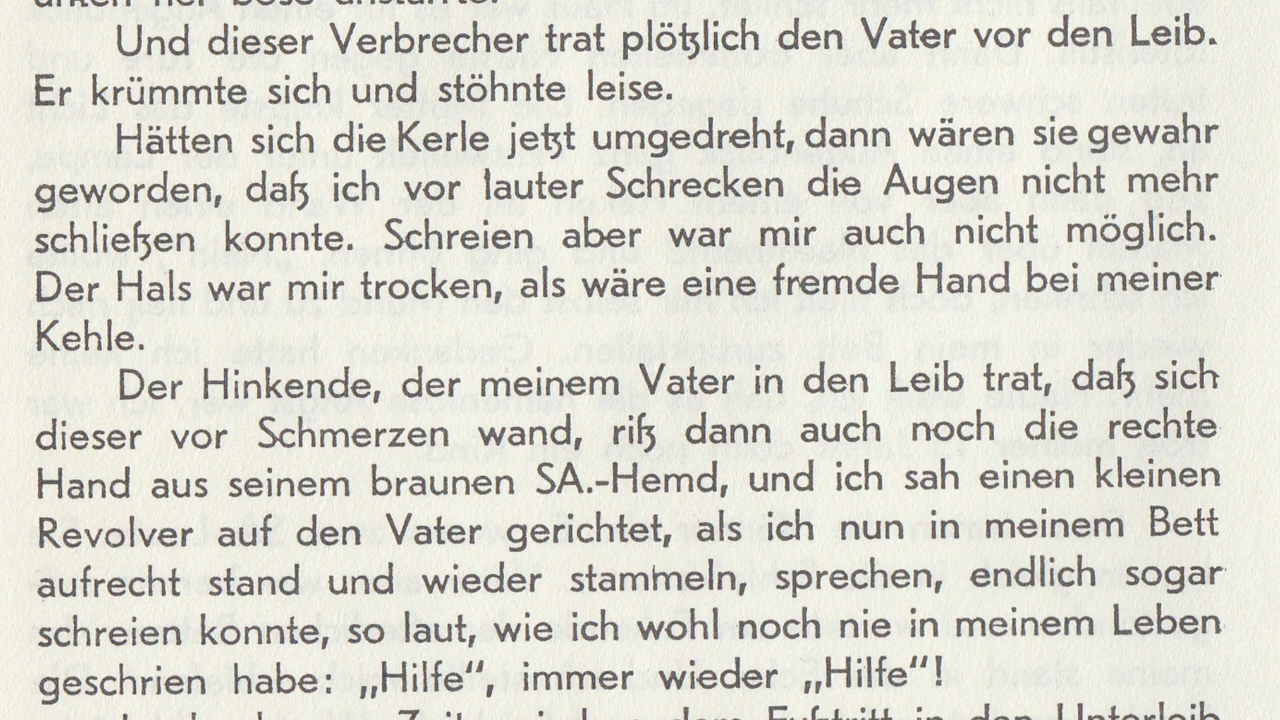 Und dieser Verbrecher trat plötzlich den Vater vor den Leib.
Er krümmte sich und stöhnte leise.
Hätten sich die Kerle jetzt umgedreht, dann wären sie gewahr
geworden, daß ich vor lauter Schrecken die Augen nicht mehr
schließen konnte. Schreien aber war mir auch nicht möglich.
Der Hals war mir trocken, als wäre eine fremde Hand bei meiner
Kehle.
Der Hinkende, der meinem Vater in den Leib trat, daß sich
dieser vor Schmerzen wand, riß dann auch noch die rechte
Hand aus seinem braunen SA.-Hemd, und ich sah einen kleinen
Revolver auf den Vater gerichtet, als ich nun in meinem Bett
aufrecht stand und wieder stammeln, sprechen, endlich sogar
schreien konnte, so laut, wie ich wohl noch nie in meinem Leben
geschrien habe: „Hilfe“, immer wieder „Hilfe“!
dem Fußtritt in den Unterleib